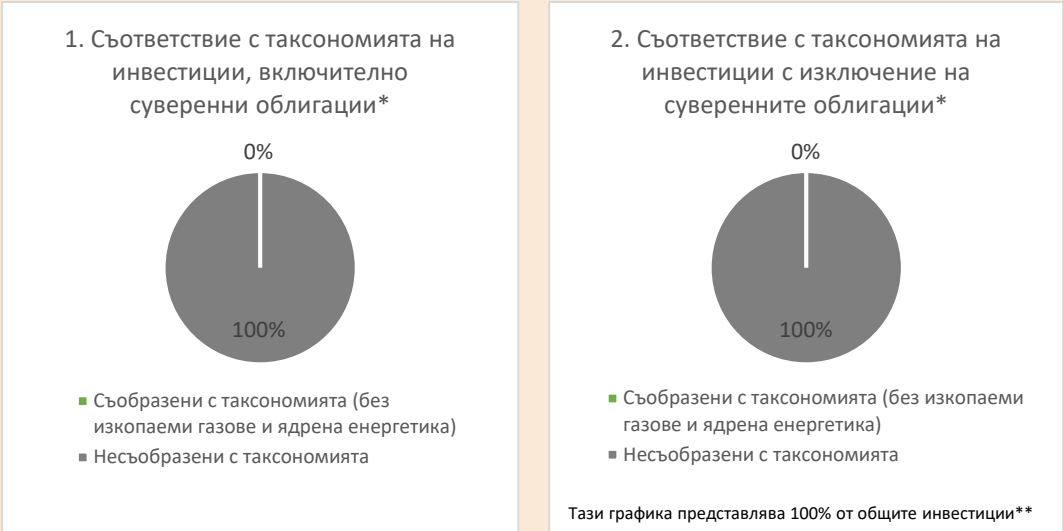 1. Съответствие с таксономията на
инвестиции, включително
суверенни облигации*
0%
100%
Съобразени с таксономията (без
изкопаеми газове и ядрена енергетика)
Несъобразени с таксономията
2. Съответствие с таксономията на
инвестиции с изключение на
суверенните облигации*
0%
100%
Съобразени с таксономията (без изкопаеми
газове и ядрена енергетика)
Несъобразени с таксономията
Тази графика представлява 100% от общите инвестиции**